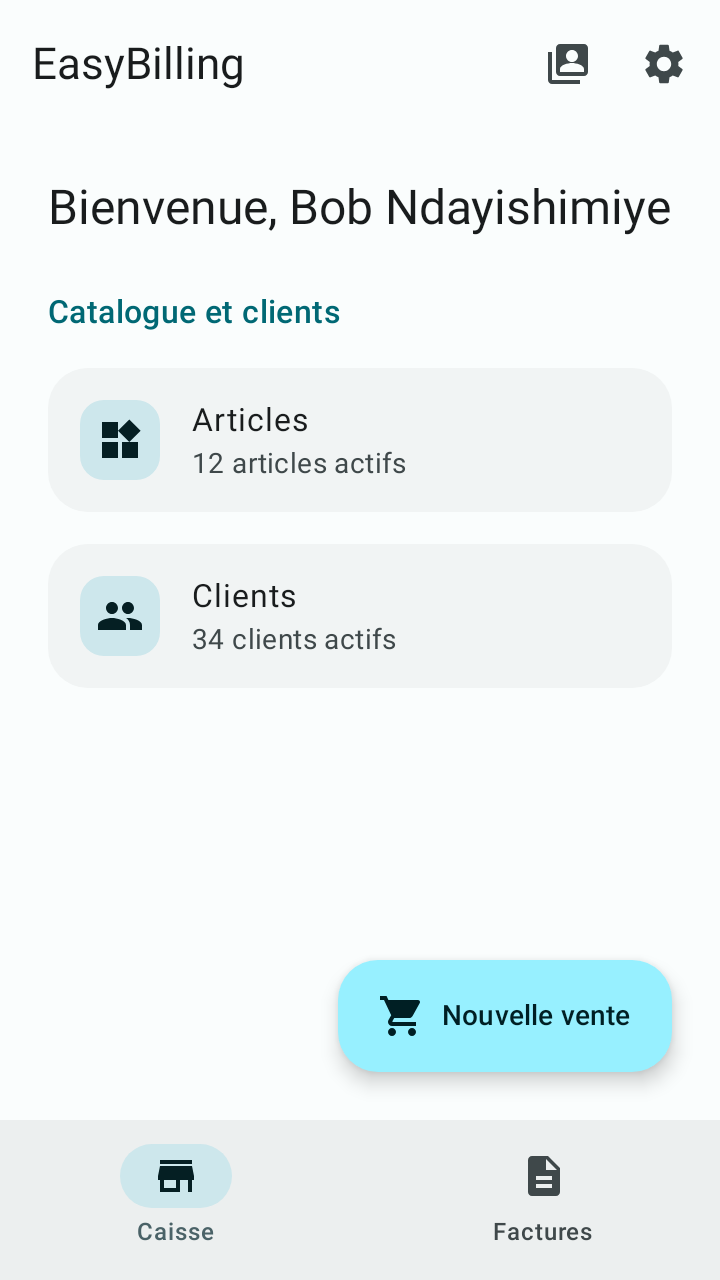 EasyBilling
Bienvenue, Bob Ndayishimiye
Catalogue et clients
Articles
12 articles actifs
Clients
34 clients actifs
Nouvelle vente
Caisse
Factures